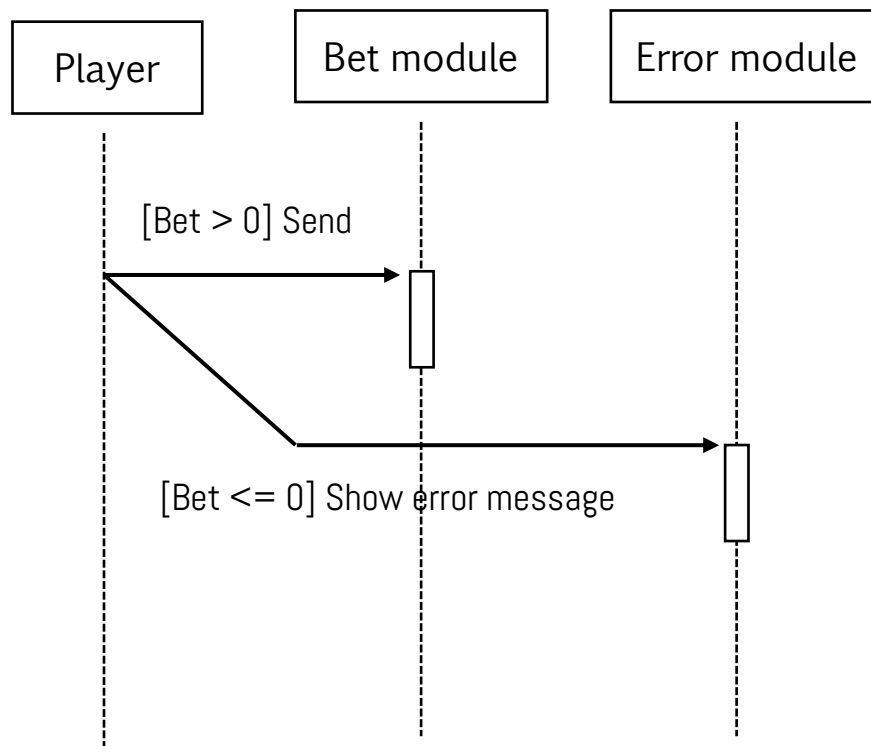 Player
Bet module
Error module
[Bet > 0] Send
[Bet <= 0] Show error message